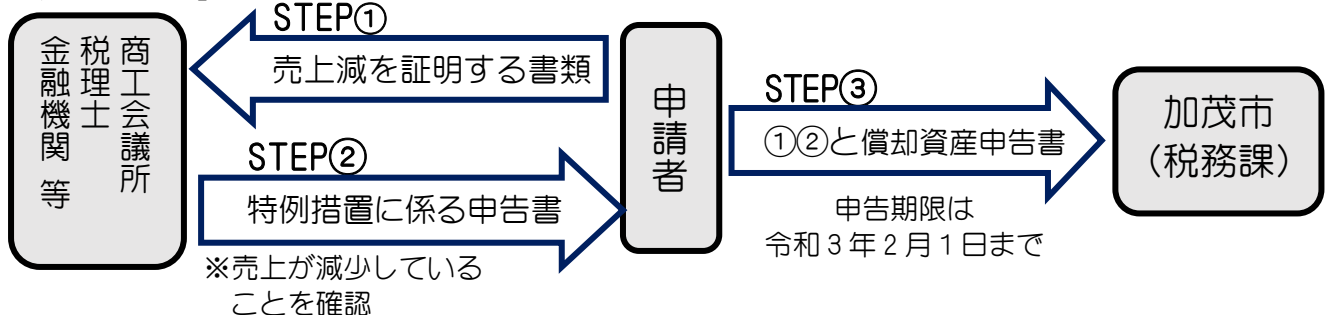 STEP①
商工会議所
税理士
金融機関 等
売上減を証明する書類
STEP②
特例措置に係る申告書
※売上が減少している
ことを確認
申請者
STEP③
①②と償却資産申告書
申告期限は
令和3年2月1日まで
加茂市
(税務課)